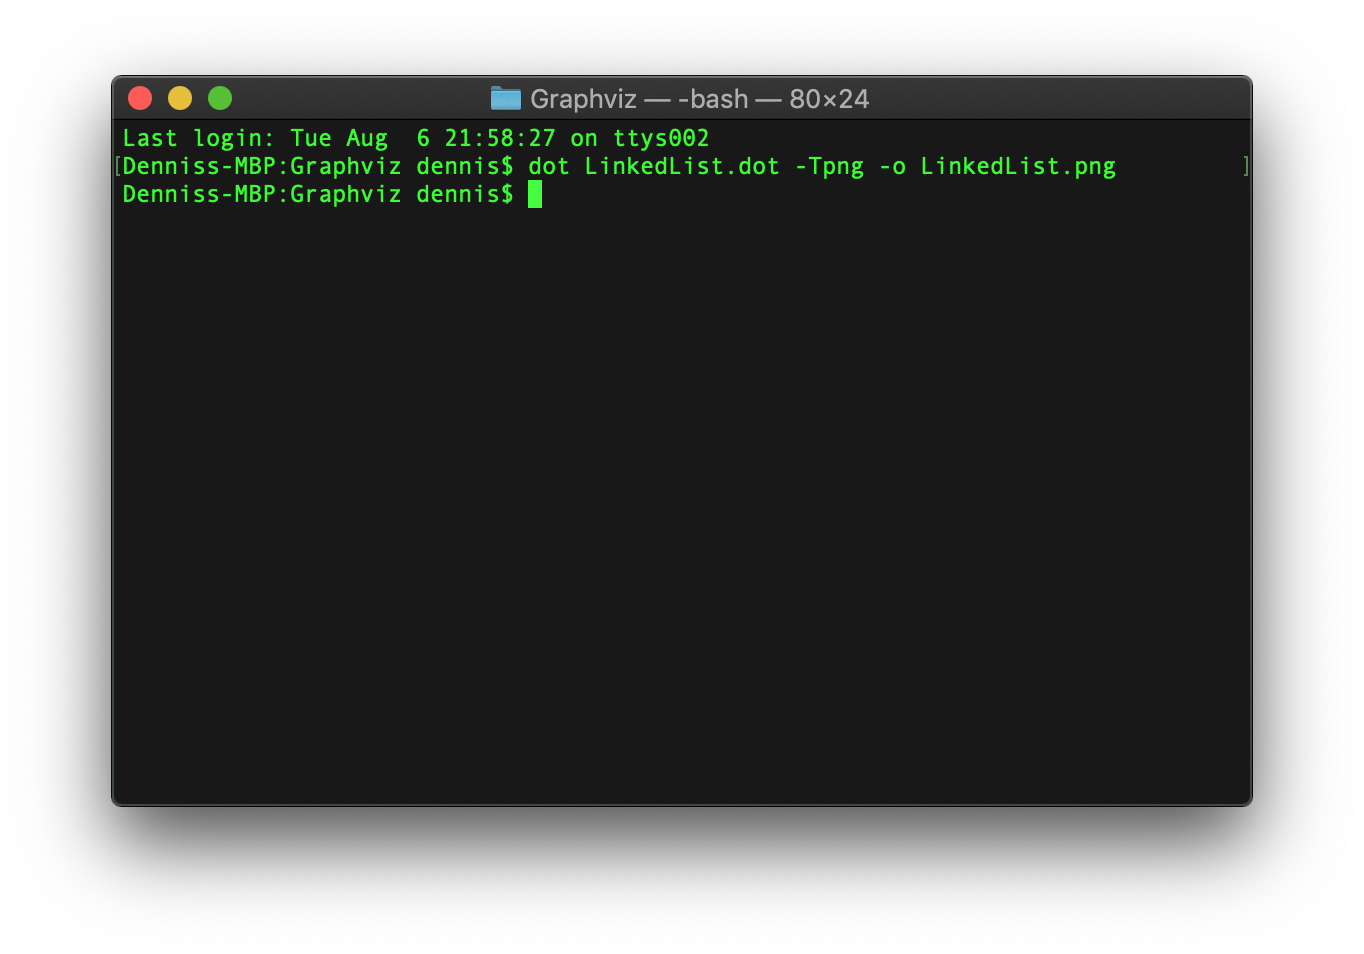 Graphviz — -bash — 80×24
Last login: Tue Aug  6 21:58:27 on ttys002
[Denniss-MBP:Graphviz dennis$ dot LinkedList.dot -Tpng -o LinkedList.png ]
Denniss-MBP:Graphviz dennis$